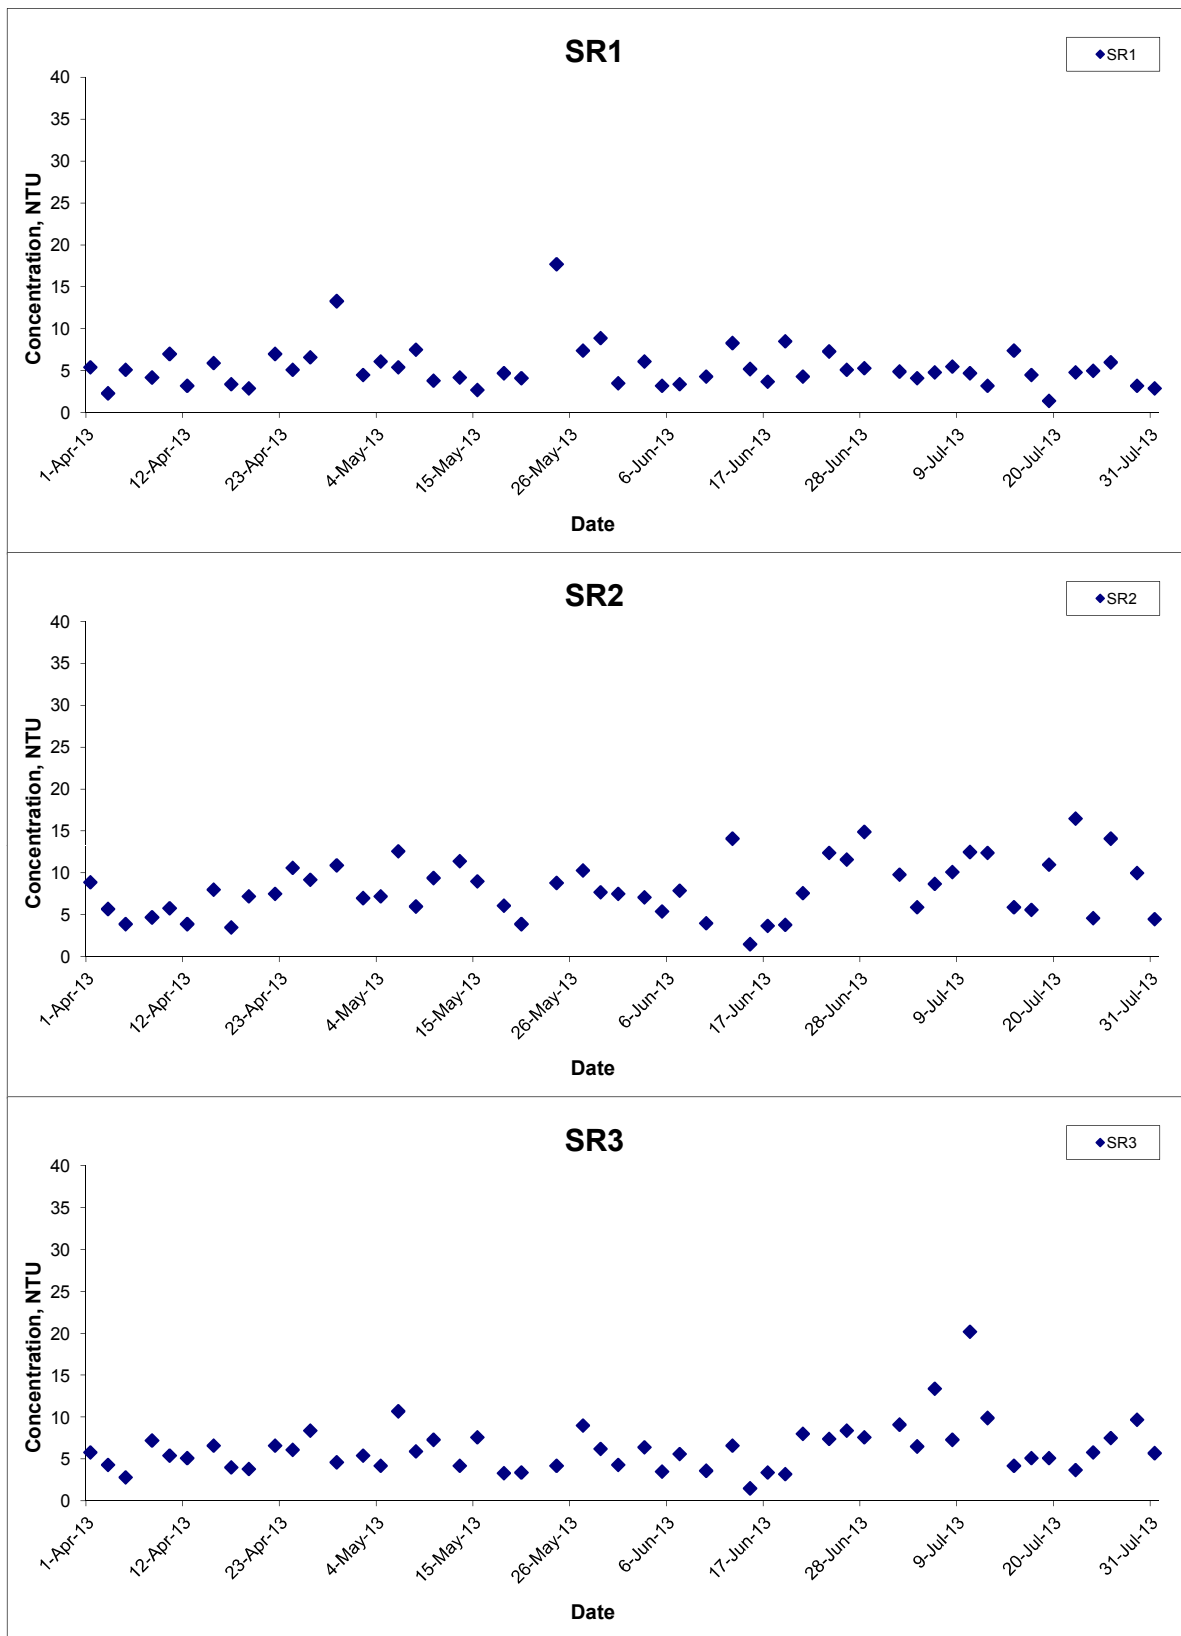 SR1
SR1
40
35
30
25
20
15
10
5
0
Concentration, NTU
1-Apr-13
12-Apr-13
23-Apr-13
4-May-13
15-May-13
26-May-13
6-Jun-13
17-Jun-13
28-Jun-13
9-Jul-13
20-Jul-13
31-Jul-13
Date
SR2
SR2
40
35
30
25
20
15
10
5
0
Concentration, NTU
1-Apr-13
12-Apr-13
23-Apr-13
4-May-13
15-May-13
26-May-13
6-Jun-13
17-Jun-13
28-Jun-13
9-Jul-13
20-Jul-13
31-Jul-13
Date
SR3
SR3
40
35
30
25
20
15
10
5
0
Concentration, NTU
1-Apr-13
12-Apr-13
23-Apr-13
4-May-13
15-May-13
26-May-13
6-Jun-13
17-Jun-13
28-Jun-13
9-Jul-13
20-Jul-13
31-Jul-13
Date